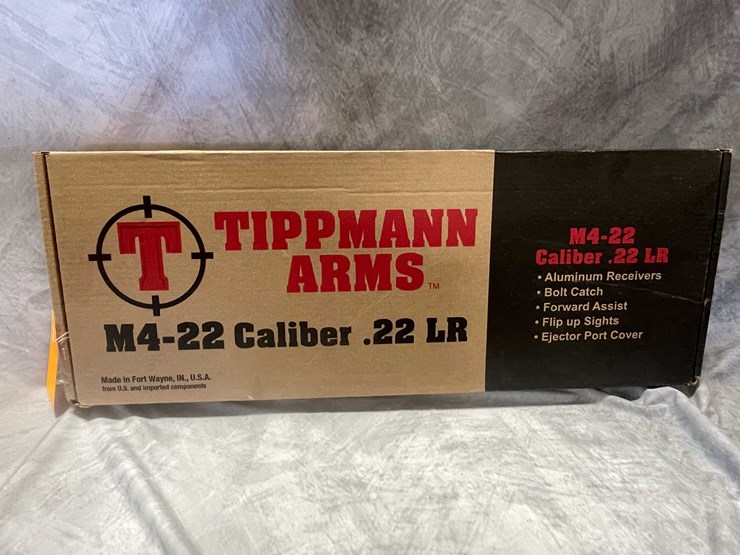 T
TIPPMANN
ARMS™
M4-22 Caliber .22 LR
Made in Fort Wayne, IN., U.S.A.
from U.S. and imported components
M4-22
Caliber .22 LR
• Aluminum Receivers
• Bolt Catch
• Forward Assist
• Flip up Sights
• Ejector Port Cover